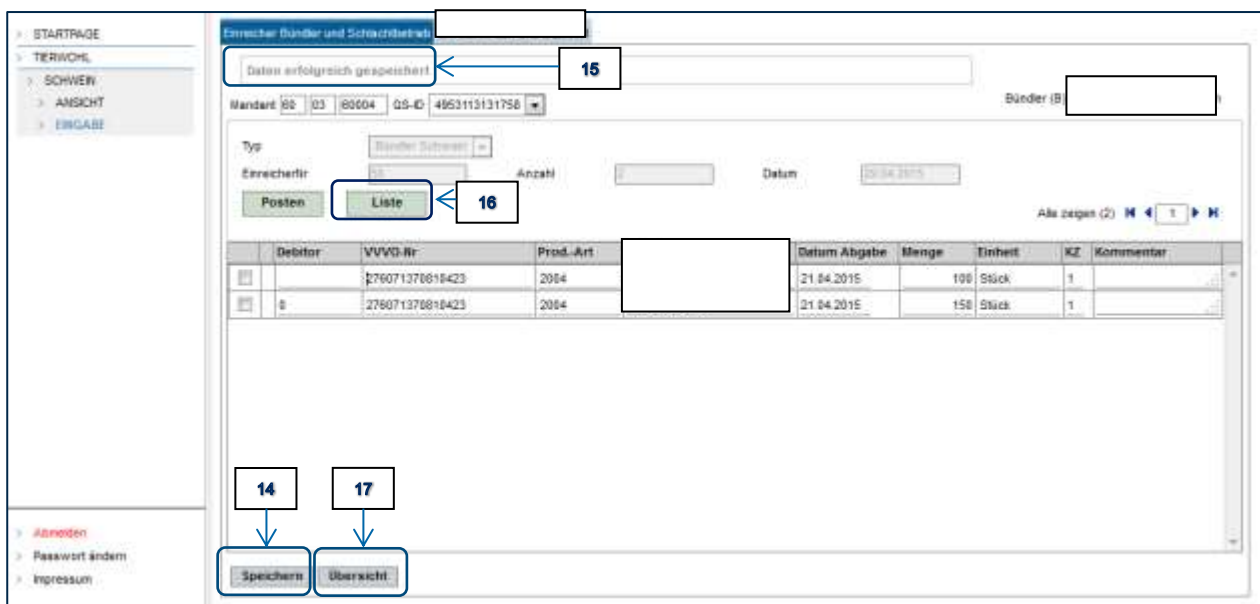 STARTPAGE
TIERWOHL
SCHWEIN
ANSICHT
EINGABE
Einreicher Bündler und Schlachtbetrieb
Daten erfolgreich gespeichert
15
Bündler (B)
Mandant 60 03 60004 QS-ID 4953113131758
Typ Bündler Schwein
Anzahl 2 Datum
Posten Liste 16
Alle zeigen (2) 1
Debitor VVVO-Nr Prod.-Art Datum Abgabe Menge Einheit KZ Kommentar
276071370810423 2004 21.04.2015 100 Stück 1
0 276071370810423 2004 21.04.2015 150 Stück 1
14 17
Abmelden
Passwort ändern
Impressum
Speichern Übersicht